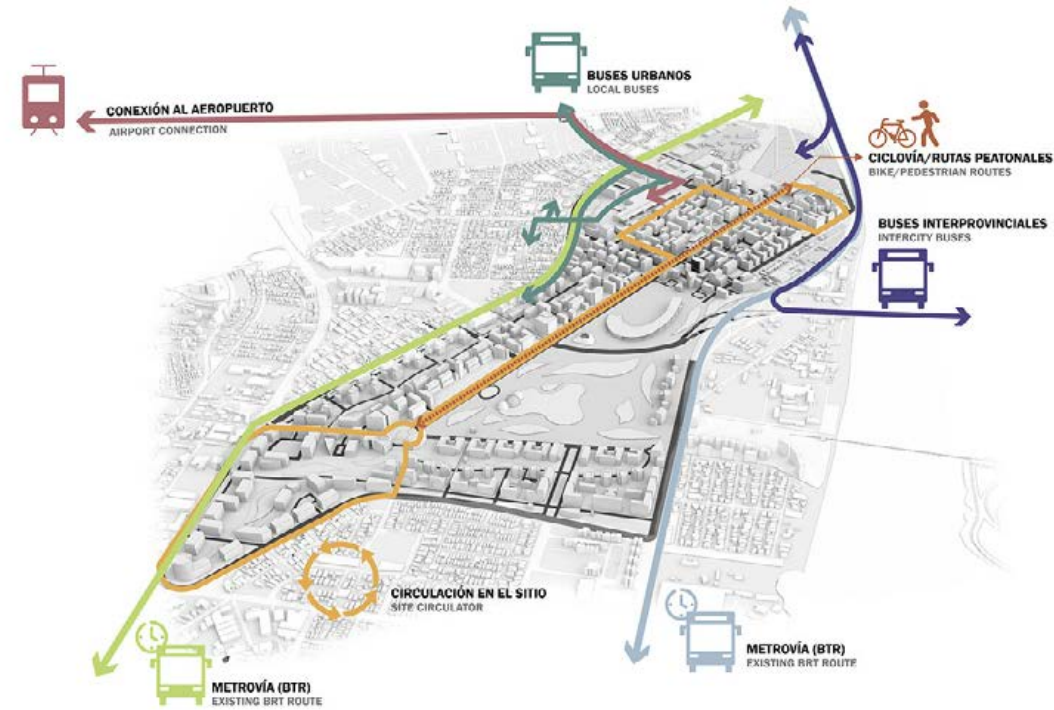 BUSES URBANOS
LOCAL BUSES
CONEXIÓN AL AEROPUERTO
AIRPORT CONNECTION
CICLOVÍA/RUTAS PEATONALES
BIKE/PEDESTRIAN ROUTES
BUSES INTERPROVINCIALES
INTERCITY BUSES
CIRCULACIÓN EN EL SITIO
SITE CIRCULATOR
METROVÍA (BTR)
EXISTING BRT ROUTE
METROVÍA (BTR)
EXISTING BRT ROUTE